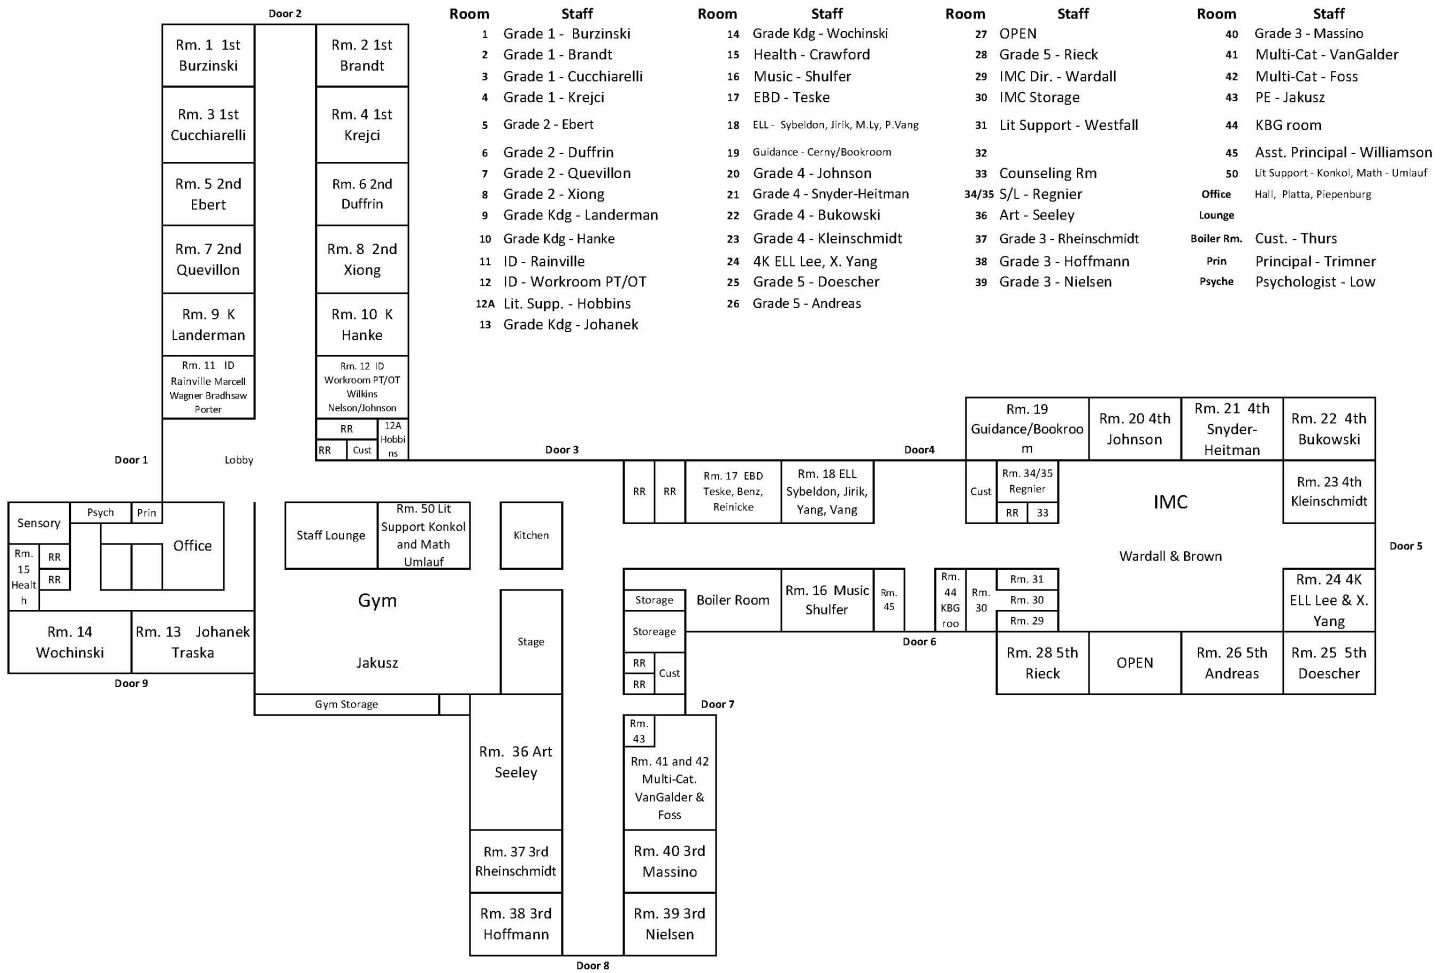 Door 2
Room Staff
1 Grade 1 - Burzinski
2 Grade 1 - Brandt
3 Grade 1 - Cucchiarelli
4 Grade 1 - Krejci
5 Grade 2 - Ebert
6 Grade 2 - Duffrin
7 Grade 2 - Quevillon
8 Grade 2 - Xiong
9 Grade Kdg - Landerman
10 Grade Kdg - Hanke
11 ID - Rainville
12 ID - Workroom PT/OT
12A Lit. Supp. - Hobbins
13 Grade Kdg - Johanek
Room Staff
14 Grade Kdg - Wochinski
15 Health - Crawford
16 Music - Shulfer
17 EBD - Teske
18 ELL - Sybeldon, Jirik, M.Ly, P.Vang
19 Guidance - Cerny/Bookroom
20 Grade 4 - Johnson
21 Grade 4 - Snyder-Heitman
22 Grade 4 - Bukowski
23 Grade 4 - Kleinschmidt
24 4K ELL Lee, X. Yang
25 Grade 5 - Doescher
26 Grade 5 - Andreas
Room Staff
27 OPEN
28 Grade 5 - Rieck
29 IMC Dir. - Wardall
30 IMC Storage
31 Lit Support - Westfall
32
33 Counseling Rm
34/35 S/L - Regnier
36 Art - Seeley
37 Grade 3 - Rheinschmidt
38 Grade 3 - Hoffmann
39 Grade 3 - Nielsen
Room Staff
40 Grade 3 - Massino
41 Multi-Cat - VanGalder
42 Multi-Cat - Foss
43 PE - Jakusz
44 KBG room
45 Asst. Principal - Williamson
50 Lit Support - Konkol, Math - Umlauf
Office Hall, Platta, Piepenburg
Lounge
Boiler Rm. Cust. - Thurs
Prin Principal - Trimner
Psyche Psychologist - Low
Rm. 1 1st
Burzinski
Rm. 2 1st
Brandt
Rm. 3 1st
Cucchiarelli
Rm. 4 1st
Krejci
Rm. 5 2nd
Ebert
Rm. 6 2nd
Duffrin
Rm. 7 2nd
Quevillon
Rm. 8 2nd
Xiong
Rm. 9 K
Landerman
Rm. 10 K
Hanke
Rm. 11 ID
Rainville Marcell
Wagner Bradhsaw
Porter
Rm. 12 ID
Workroom PT/OT
Wilkins
Nelson/Johnson
RR
12A
Hobbi
ns
RR
Cust
Door 1
Lobby
Door 3
Door4
Rm. 19
Guidance/Bookroo
m
Rm. 20 4th
Johnson
Rm. 21 4th
Snyder-
Heitman
Rm. 22 4th
Bukowski
RR
RR
Rm. 17 EBD
Teske, Benz,
Reinicke
Rm. 18 ELL
Sybeldon, Jirik,
Yang, Vang
Cust
Rm. 34/35
Regnier
RR
33
IMC
Rm. 23 4th
Kleinschmidt
Sensory
Psych
Prin
Office
Staff Lounge
Rm. 50 Lit
Support Konkol
and Math
Umlauf
Kitchen
Wardall & Brown
Door 5
Rm.
15
Healt
h
RR
RR
Gym
Jakusz
Stage
Storage
Storeage
RR
RR
Cust
Boiler Room
Rm. 16 Music
Shulfer
Rm.
45
Rm.
44
KBG
roo
Rm.
30
Rm. 31
Rm. 30
Rm. 29
Rm. 24 4K
ELL Lee & X.
Yang
Rm. 14
Wochinski
Rm. 13 Johanek
Traska
Door 9
Door 6
Rm. 28 5th
Rieck
OPEN
Rm. 26 5th
Andreas
Rm. 25 5th
Doescher
Gym Storage
Door 7
Rm. 36 Art
Seeley
Rm.
43
Rm. 41 and 42
Multi-Cat.
VanGalder &
Foss
Rm. 37 3rd
Rheinschmidt
Rm. 40 3rd
Massino
Rm. 38 3rd
Hoffmann
Rm. 39 3rd
Nielsen
Door 8